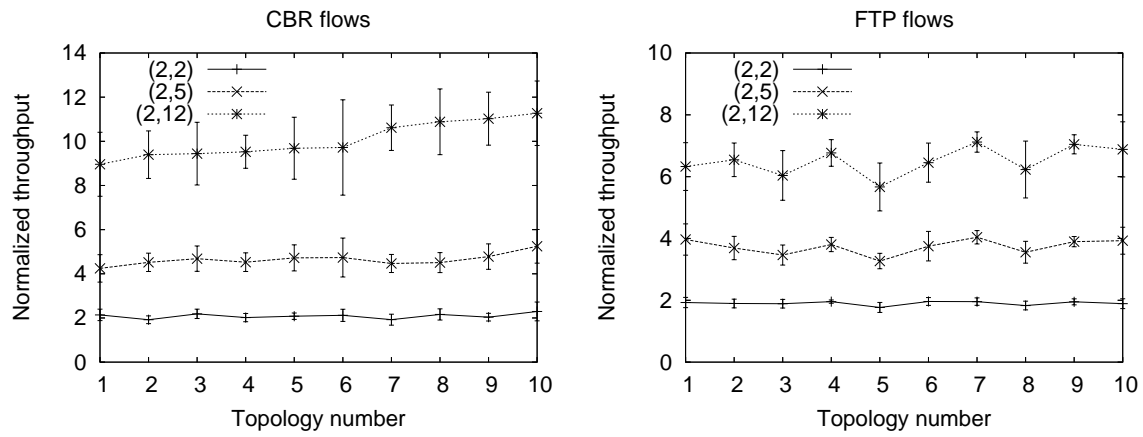 CBR flows
Normalized throughput
14
12
10
8
6
4
2
0
(2,2)
(2,5)
(2,12)
1 2 3 4 5 6 7 8 9 10
Topology number
FTP flows
Normalized throughput
10
8
6
4
2
0
(2,2)
(2,5)
(2,12)
1 2 3 4 5 6 7 8 9 10
Topology number